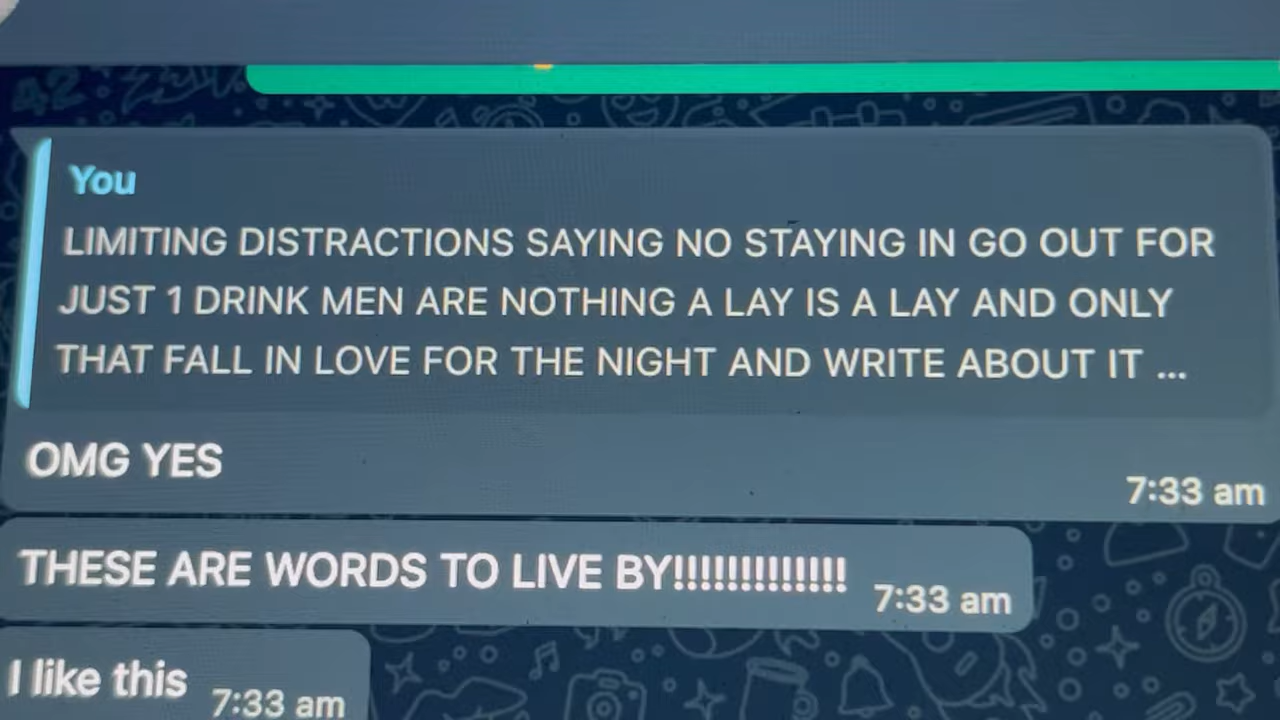 You
LIMITING DISTRACTIONS SAYING NO STAYING IN GO OUT FOR
JUST 1 DRINK MEN ARE NOTHING A LAY IS A LAY AND ONLY
THAT FALL IN LOVE FOR THE NIGHT AND WRITE ABOUT IT ...
OMG YES
7:33 am
THESE ARE WORDS TO LIVE BY!!!!!!!!!!!!!!
7:33 am
I like this
7:33 am